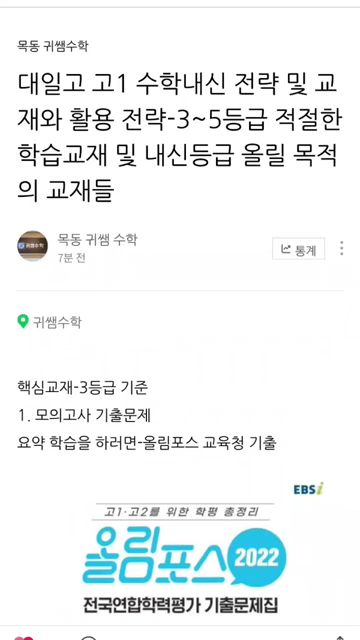 목동 귀쌤수학
대일고 고1 수학내신 전략 및 교
재와 활용 전략-3~5등급 적절한
학습교재 및 내신등급 올릴 목적
의 교재들
목동 귀쌤 수학
7분 전
통계
귀쌤수학
핵심교재-3등급 기준
1. 모의고사 기출문제
요약 학습을 하러면-올림포스 교육청 기출
EBSi
고1·고2를 위한 학평 총정리
올림포스 2022
전국연합학력평가 기출문제집